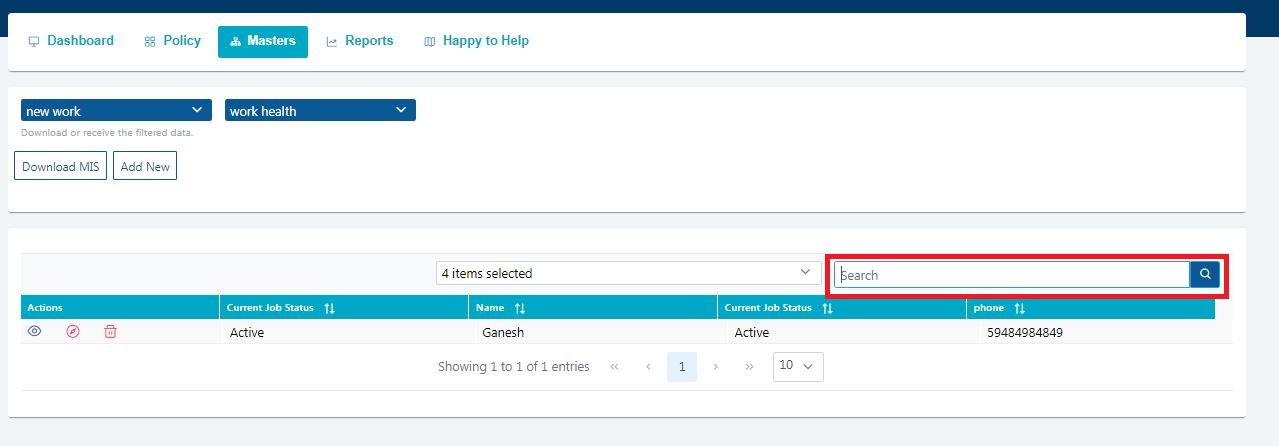 Dashboard Policy Masters Reports Happy to Help
new work work health
Download or receive the filtered data.
Download MIS Add New
4 items selected Search
Actions Current Job Status Name Current Job Status phone
Active Ganesh Active 59484984849
Showing 1 to 1 of 1 entries « ‹ 1 › » 10